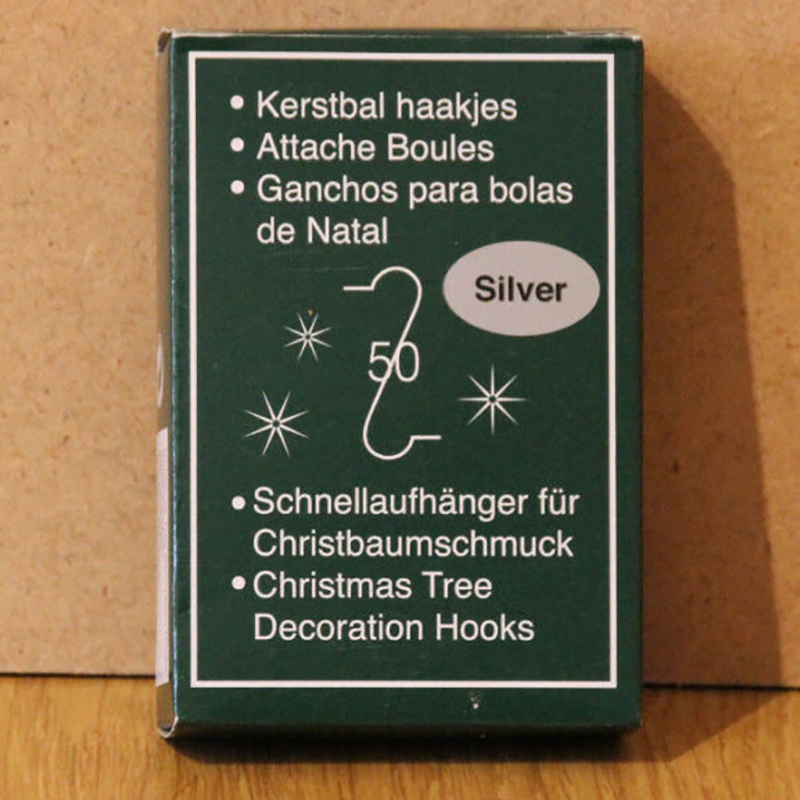 • Kerstbal haakjes
• Attache Boules
• Ganchos para bolas
de Natal
Silver
50
• Schnellaufhänger für
Christbaumschmuck
• Christmas Tree
Decoration Hooks